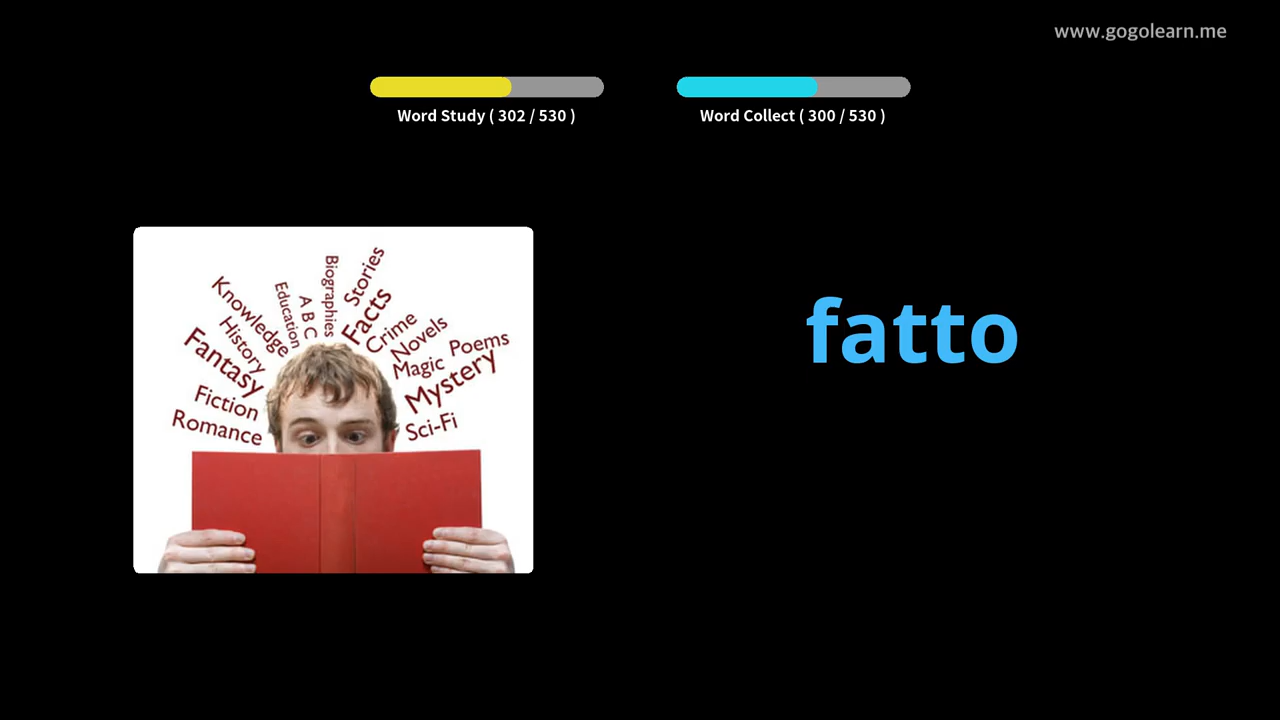 www.gogolearn.me
Word Study ( 302 / 530 )
Word Collect ( 300 / 530 )
Romance
Fiction
Fantasy
History
Knowledge
Education
A B C
Biographies
Stories
Facts
Crime
Novels
Magic
Poems
Mystery
Sci-Fi
fatto